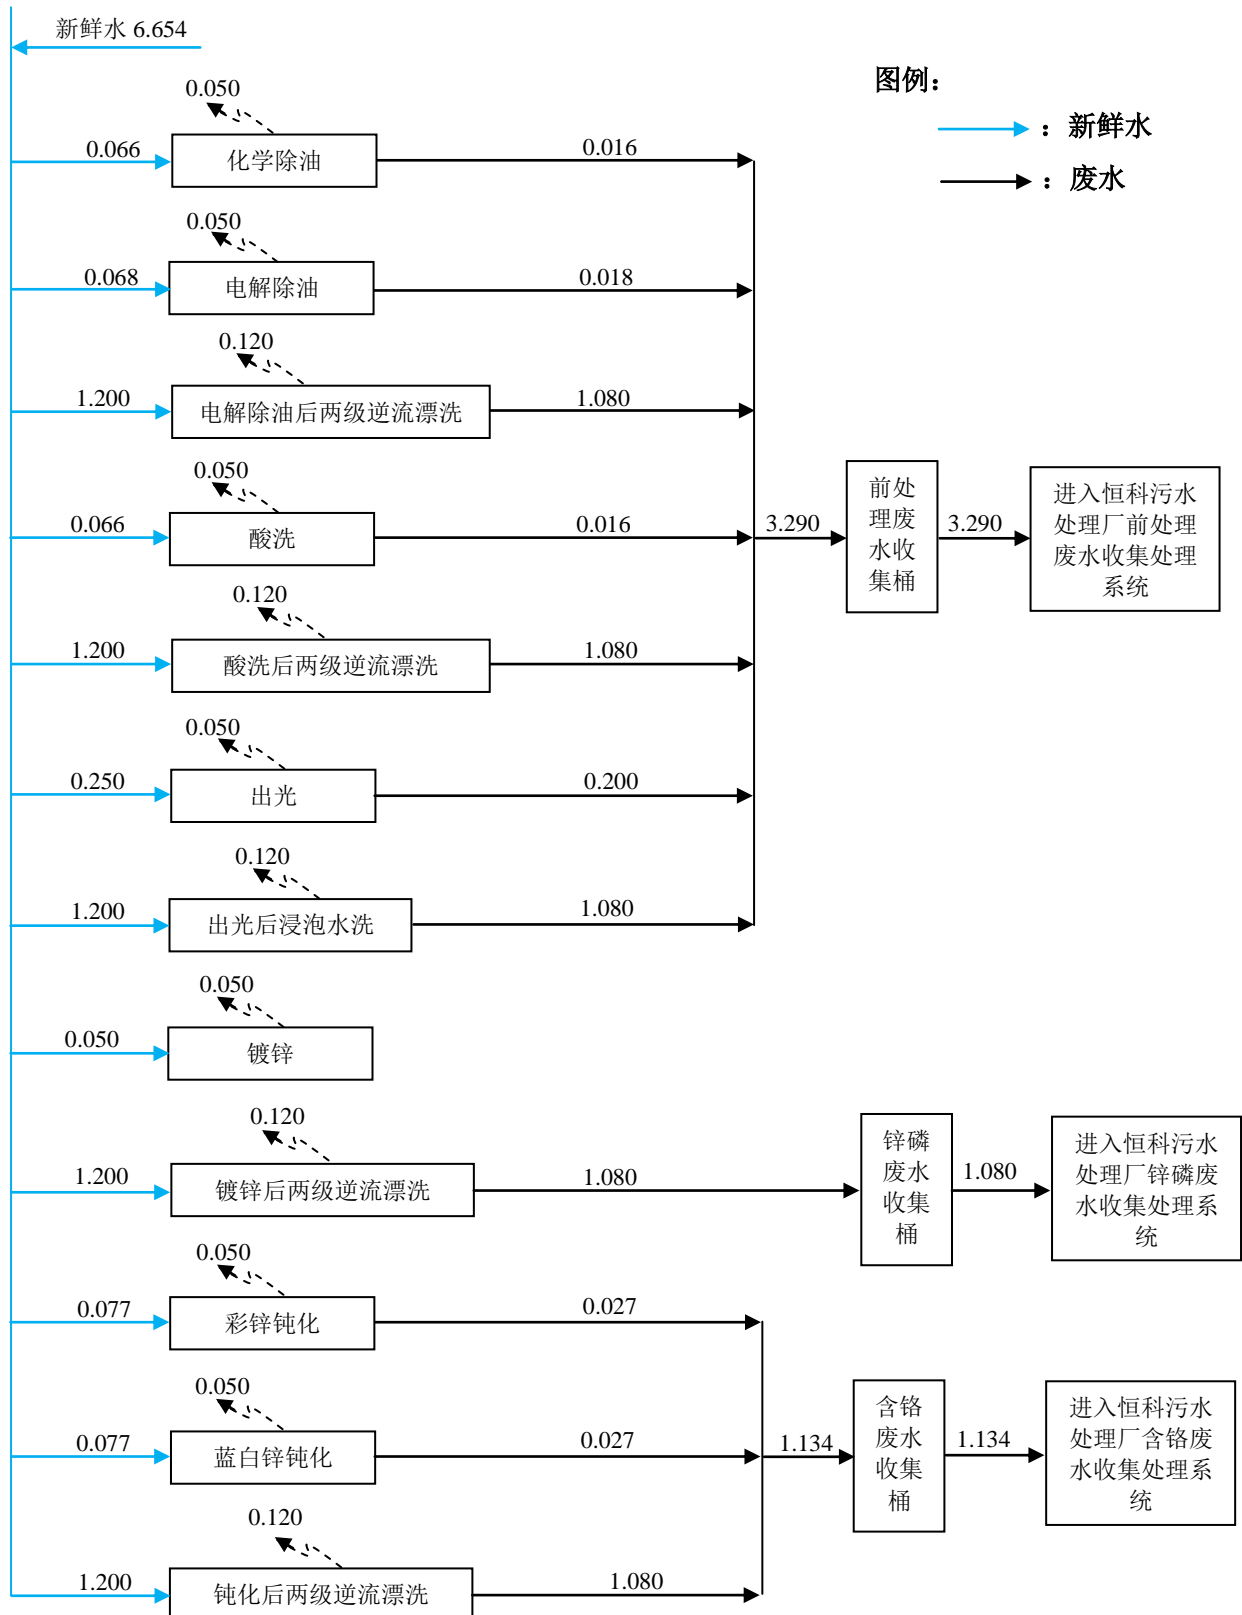 新鲜水 6.654
图例：
：新鲜水
：废水
0.050
0.066
化学除油
0.016
0.050
0.068
电解除油
0.018
0.120
1.200
电解除油后两级逆流漂洗
1.080
0.050
0.066
酸洗
0.016
3.290
前处
理废
水收
集桶
3.290
进入恒科污水
处理厂前处理
废水收集处理
系统
0.120
1.200
酸洗后两级逆流漂洗
1.080
0.050
0.250
出光
0.200
0.120
1.200
出光后浸泡水洗
1.080
0.050
0.050
镀锌
0.120
1.200
镀锌后两级逆流漂洗
1.080
锌磷
废水
收集
桶
1.080
进入恒科污水
处理厂锌磷废
水收集处理系
统
0.050
0.077
彩锌钝化
0.027
0.050
0.077
蓝白锌钝化
0.027
1.134
含铬
废水
收集
桶
1.134
进入恒科污水
处理厂含铬废
水收集处理系
统
0.120
1.200
钝化后两级逆流漂洗
1.080